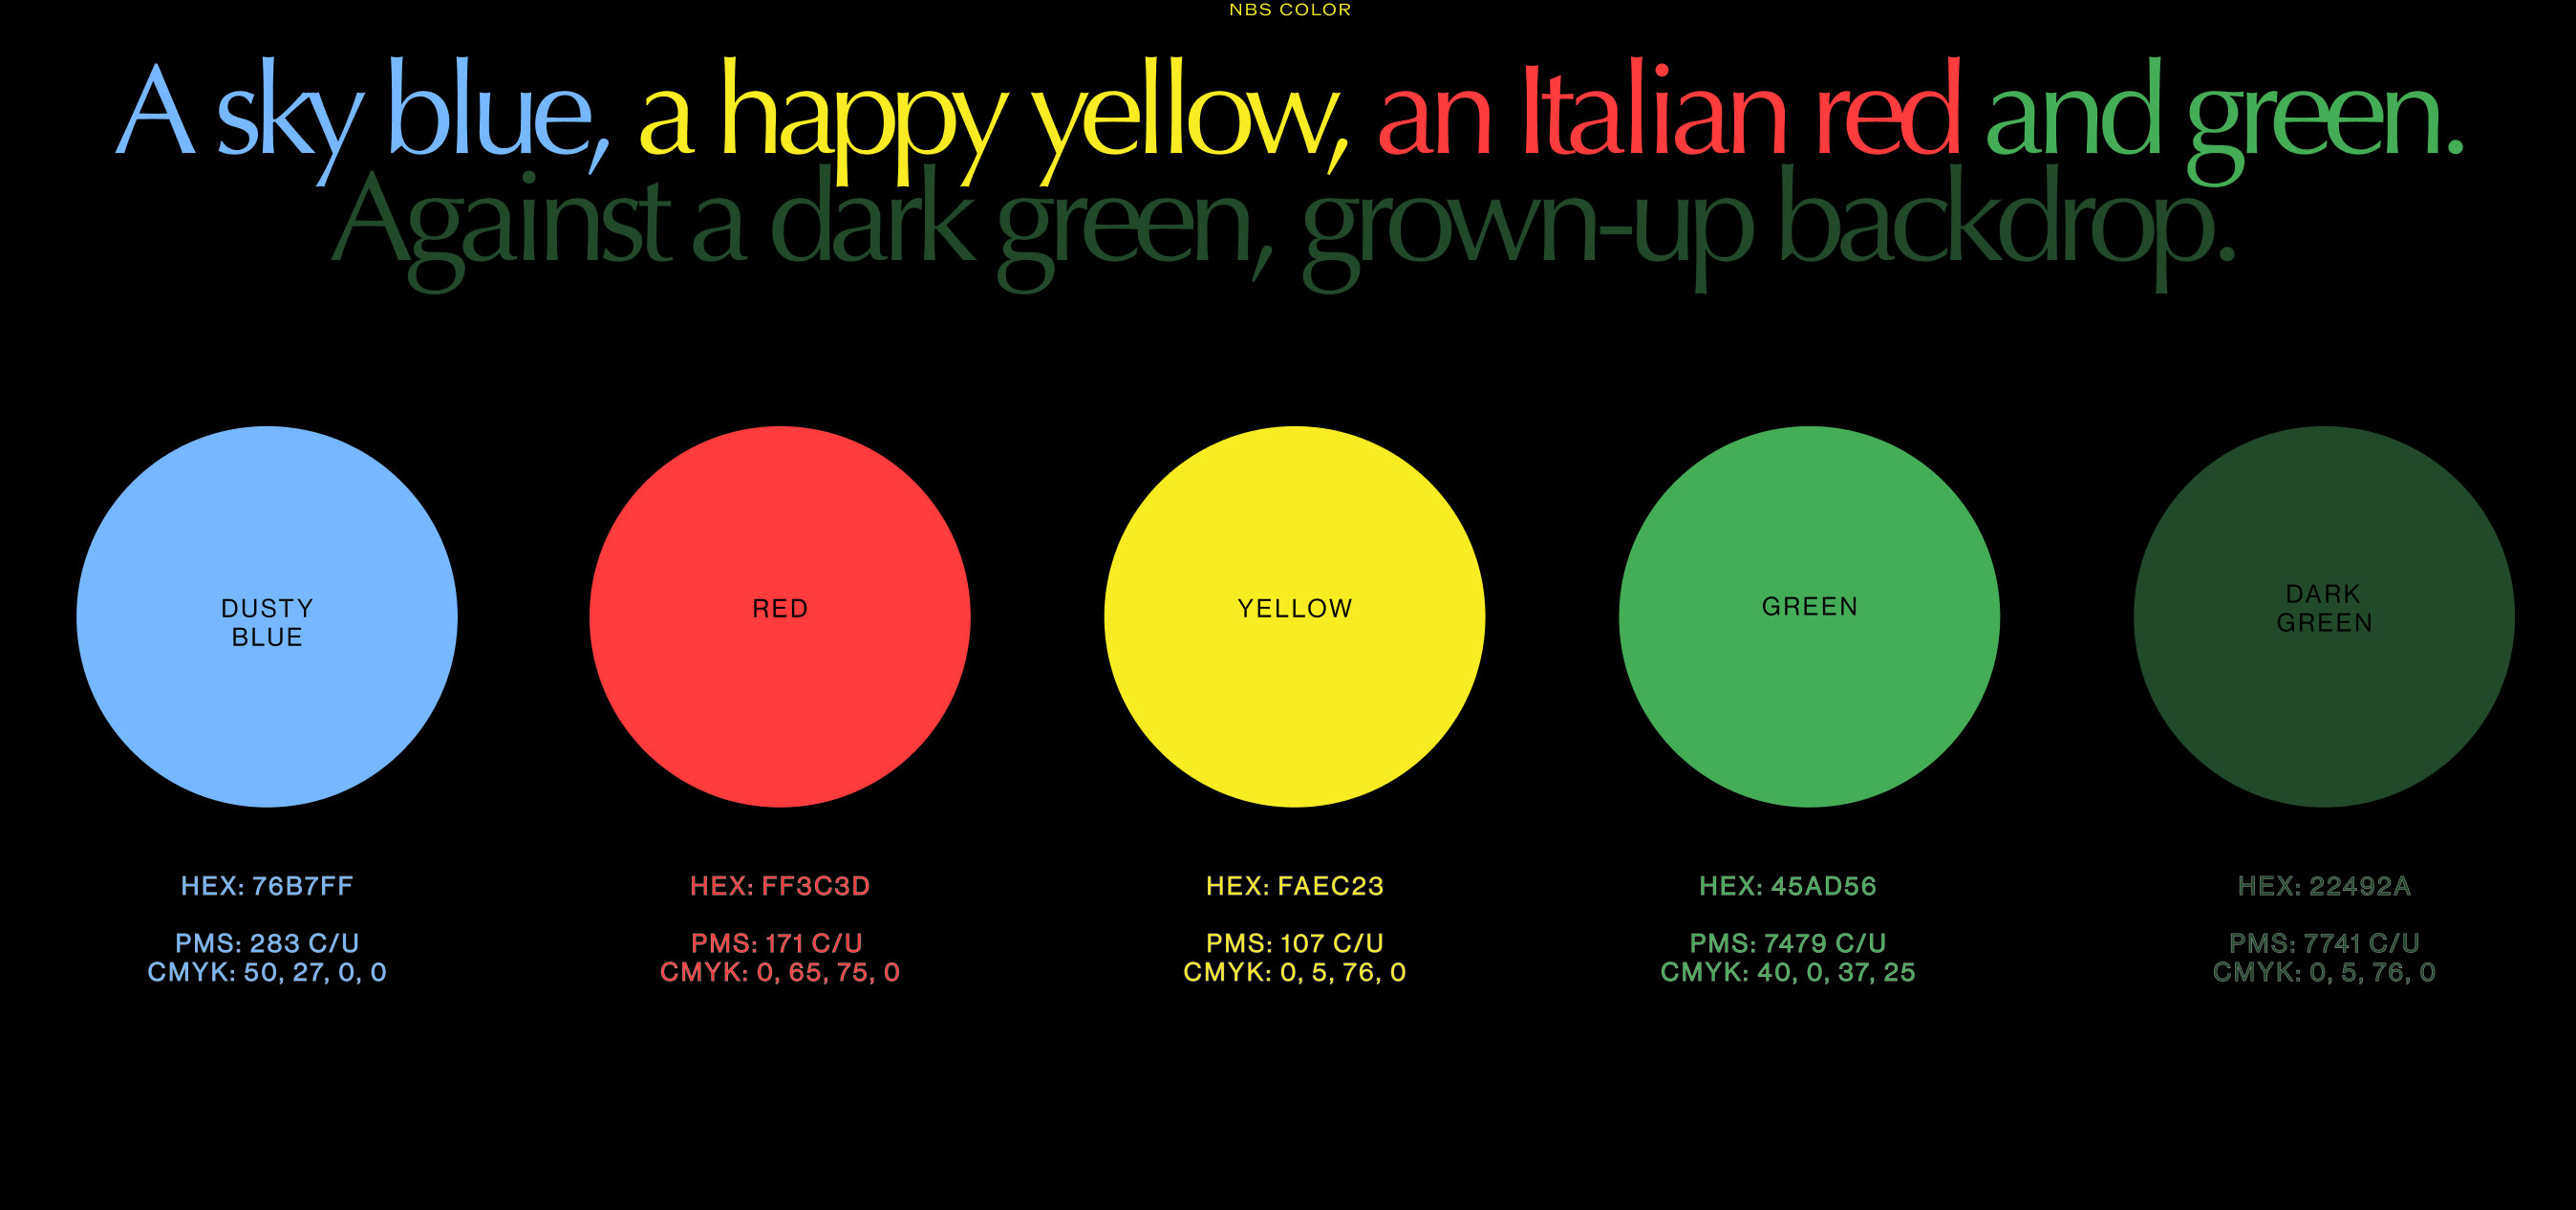 NBS COLOR
A sky blue, a happy yellow, an Italian red and green.
Against a dark green, grown-up backdrop.
DUSTY
BLUE
RED
YELLOW
GREEN
DARK
GREEN
HEX: 76B7FF
PMS: 283 C/U
CMYK: 50, 27, 0, 0
HEX: FF3C3D
PMS: 171 C/U
CMYK: 0, 65, 75, 0
HEX: FAEC23
PMS: 107 C/U
CMYK: 0, 5, 76, 0
HEX: 45AD56
PMS: 7479 C/U
CMYK: 40, 0, 37, 25
HEX: 22492A
PMS: 7741 C/U
CMYK: 0, 5, 76, 0